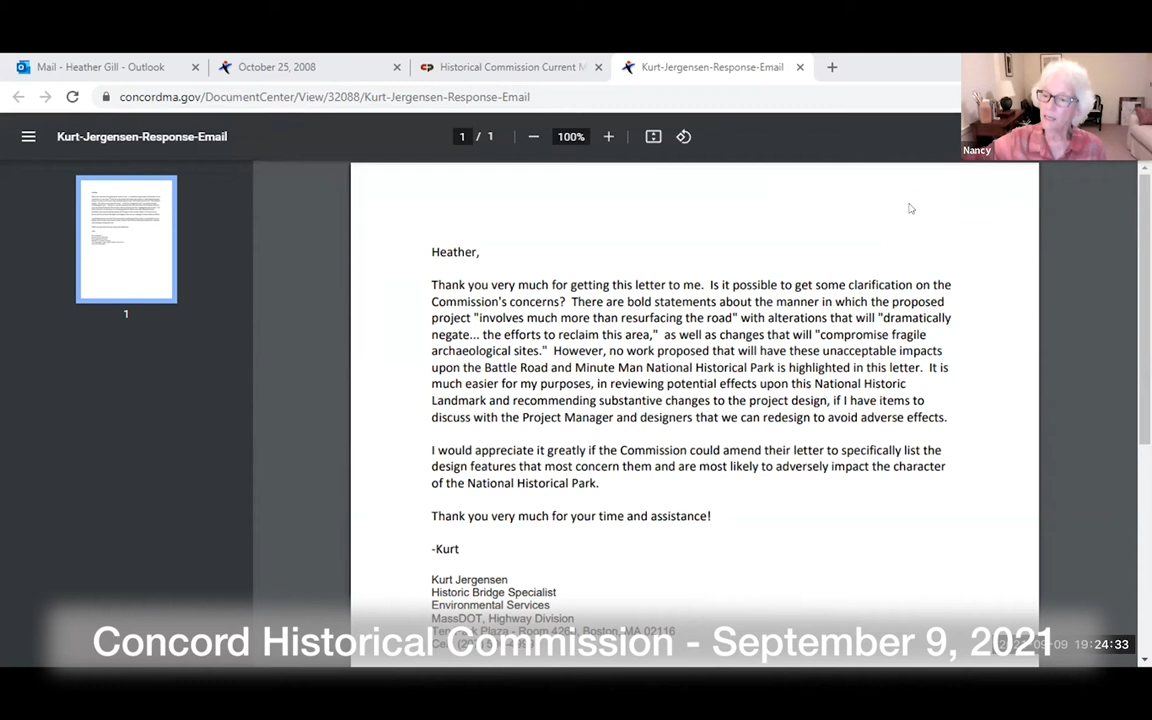 Mail - Heather Gill - Outlook
October 25, 2008
Historical Commission Current M
Kurt-Jergensen-Response-Email
concordma.gov/DocumentCenter/View/32088/Kurt-Jergensen-Response-Email
Kurt-Jergensen-Response-Email
1 / 1
100%
Nancy
1
Heather,
Thank you very much for getting this letter to me. Is it possible to get some clarification on the
Commission's concerns? There are bold statements about the manner in which the proposed
project "involves much more than resurfacing the road" with alterations that will "dramatically
negate... the efforts to reclaim this area," as well as changes that will "compromise fragile
archaeological sites." However, no work proposed that will have these unacceptable impacts
upon the Battle Road and Minute Man National Historical Park is highlighted in this letter. It is
much easier for my purposes, in reviewing potential effects upon this National Historic
Landmark and recommending substantive changes to the project design, if I have items to
discuss with the Project Manager and designers that we can redesign to avoid adverse effects.
I would appreciate it greatly if the Commission could amend their letter to specifically list the
design features that most concern them and are most likely to adversely impact the character
of the National Historical Park.
Thank you very much for your time and assistance!
-Kurt
Kurt Jergensen
Historic Bridge Specialist
Environmental Services
MassDOT, Highway Division
Plaza - Room Boston, MA 02116
Concord Historical Commission - September 9, 2021
19:24:33